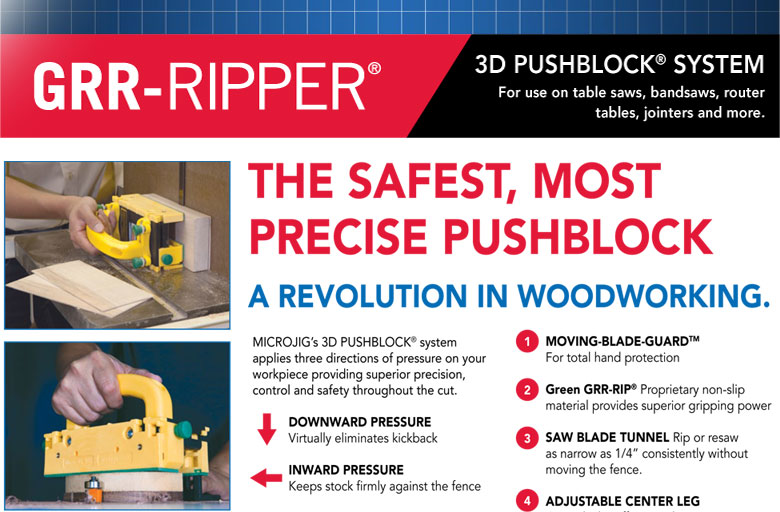 GRR-RIPPER®
3D PUSHBLOCK® SYSTEM
For use on table saws, bandsaws, router
tables, jointers and more.
THE SAFEST, MOST
PRECISE PUSHBLOCK
A REVOLUTION IN WOODWORKING.
MICROJIG's 3D PUSHBLOCK® system
applies three directions of pressure on your
workpiece providing superior precision,
control and safety throughout the cut.
DOWNWARD PRESSURE
Virtually eliminates kickback
INWARD PRESSURE
Keeps stock firmly against the fence
1 MOVING-BLADE-GUARD™
For total hand protection
2 Green GRR-RIP® Proprietary non-slip
material provides superior gripping power
3 SAW BLADE TUNNEL Rip or resaw
as narrow as 1/4" consistently without
moving the fence.
4 ADJUSTABLE CENTER LEG